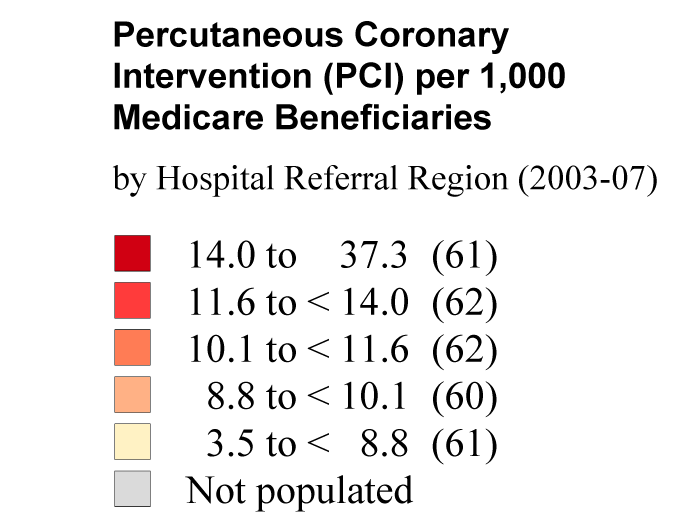 Percutaneous Coronary
Intervention (PCI) per 1,000
Medicare Beneficiaries
by Hospital Referral Region (2003-07)
14.0 to 37.3 (61)
11.6 to < 14.0 (62)
10.1 to < 11.6 (62)
8.8 to < 10.1 (60)
3.5 to < 8.8 (61)
Not populated